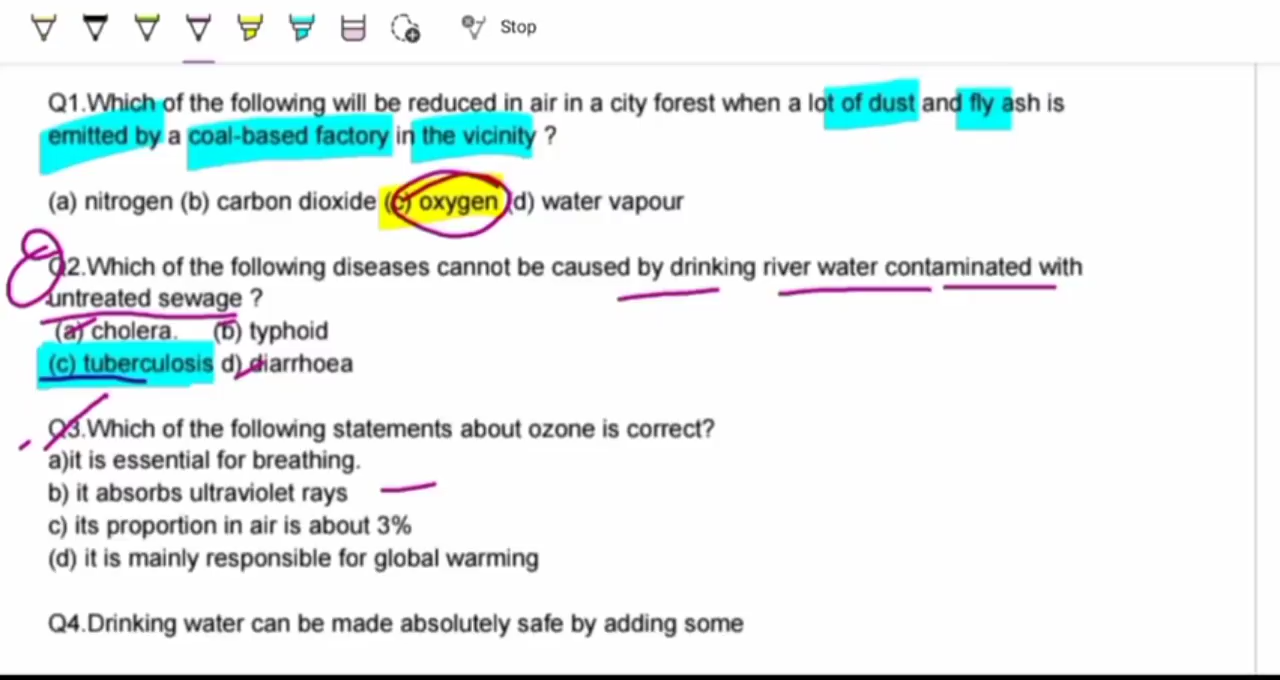 Stop
Q1.Which of the following will be reduced in air in a city forest when a lot of dust and fly ash is
emitted by a coal-based factory in the vicinity ?
(a) nitrogen (b) carbon dioxide (c) oxygen (d) water vapour
Q2.Which of the following diseases cannot be caused by drinking river water contaminated with
untreated sewage ?
(a) cholera. (b) typhoid
(c) tuberculosis d) diarrhoea
Q3.Which of the following statements about ozone is correct?
a)it is essential for breathing.
b) it absorbs ultraviolet rays
c) its proportion in air is about 3%
(d) it is mainly responsible for global warming
Q4.Drinking water can be made absolutely safe by adding some